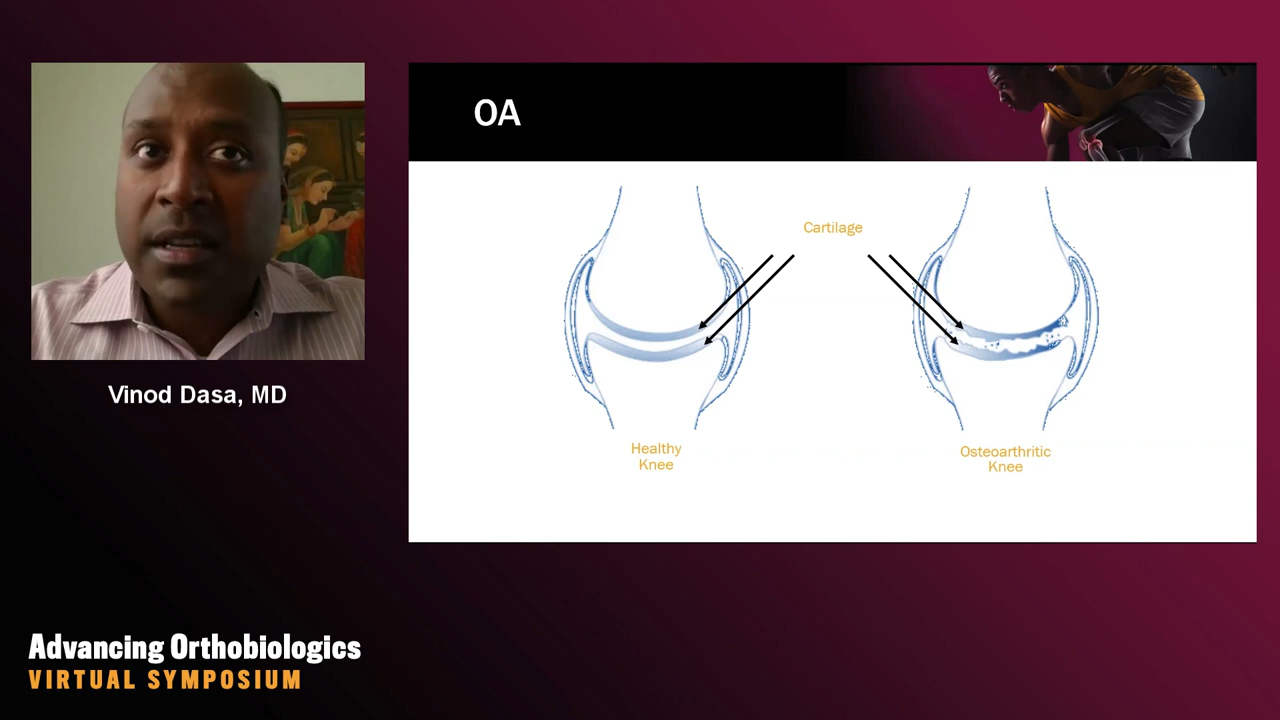 OA
Cartilage
Healthy
Knee
Osteoarthritic
Knee
Vinod Dasa, MD
Advancing Orthobiologics
VIRTUAL SYMPOSIUM